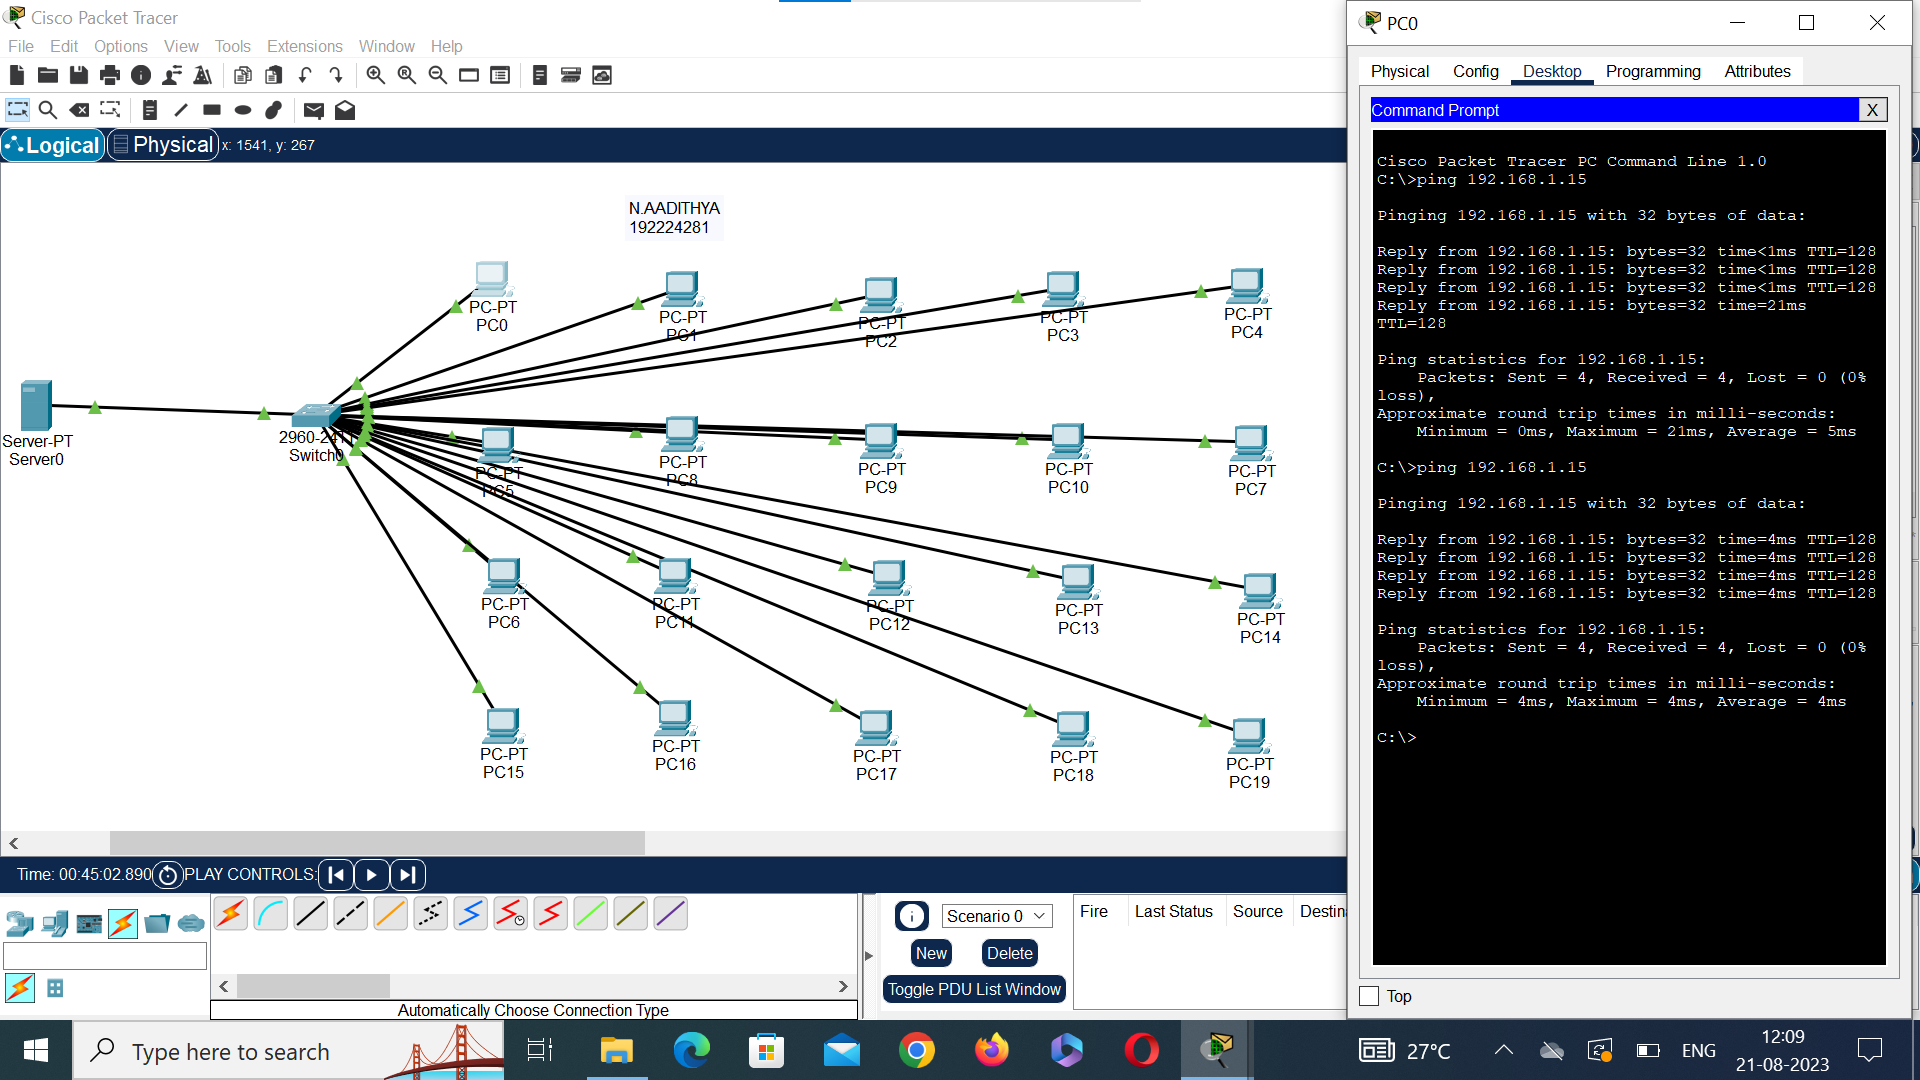 Cisco Packet Tracer
File Edit Options View Tools Extensions Window Help
Logical Physical x: 1541, y: 267
N.AADITHYA
192224281
PC-PT
PC0
PC-PT
PC1
PC-PT
PC2
PC-PT
PC3
PC-PT
PC4
Server-PT
Server0
2960-24TT
Switch0
PC-PT
PC5
PC-PT
PC8
PC-PT
PC9
PC-PT
PC10
PC-PT
PC7
PC-PT
PC6
PC-PT
PC11
PC-PT
PC12
PC-PT
PC13
PC-PT
PC14
PC-PT
PC15
PC-PT
PC16
PC-PT
PC17
PC-PT
PC18
PC-PT
PC19
Time: 00:45:02.890 PLAY CONTROLS:
Automatically Choose Connection Type
Scenario 0
New Delete
Toggle PDU List Window
Fire Last Status Source
PC0
Physical Config Desktop Programming Attributes
Command Prompt X
Cisco Packet Tracer PC Command Line 1.0
C:\>ping 192.168.1.15
Pinging 192.168.1.15 with 32 bytes of data:
Reply from 192.168.1.15: bytes=32 time<1ms TTL=128
Reply from 192.168.1.15: bytes=32 time<1ms TTL=128
Reply from 192.168.1.15: bytes=32 time<1ms TTL=128
Reply from 192.168.1.15: bytes=32 time=21ms
TTL=128
Ping statistics for 192.168.1.15:
Packets: Sent = 4, Received = 4, Lost = 0 (0%
loss),
Approximate round trip times in milli-seconds:
Minimum = 0ms, Maximum = 21ms, Average = 5ms
C:\>ping 192.168.1.15
Pinging 192.168.1.15 with 32 bytes of data:
Reply from 192.168.1.15: bytes=32 time=4ms TTL=128
Reply from 192.168.1.15: bytes=32 time=4ms TTL=128
Reply from 192.168.1.15: bytes=32 time=4ms TTL=128
Reply from 192.168.1.15: bytes=32 time=4ms TTL=128
Ping statistics for 192.168.1.15:
Packets: Sent = 4, Received = 4, Lost = 0 (0%
loss),
Approximate round trip times in milli-seconds:
Minimum = 4ms, Maximum = 4ms, Average = 4ms
C:\>
Top
Type here to search
27°C
ENG
12:09
21-08-2023